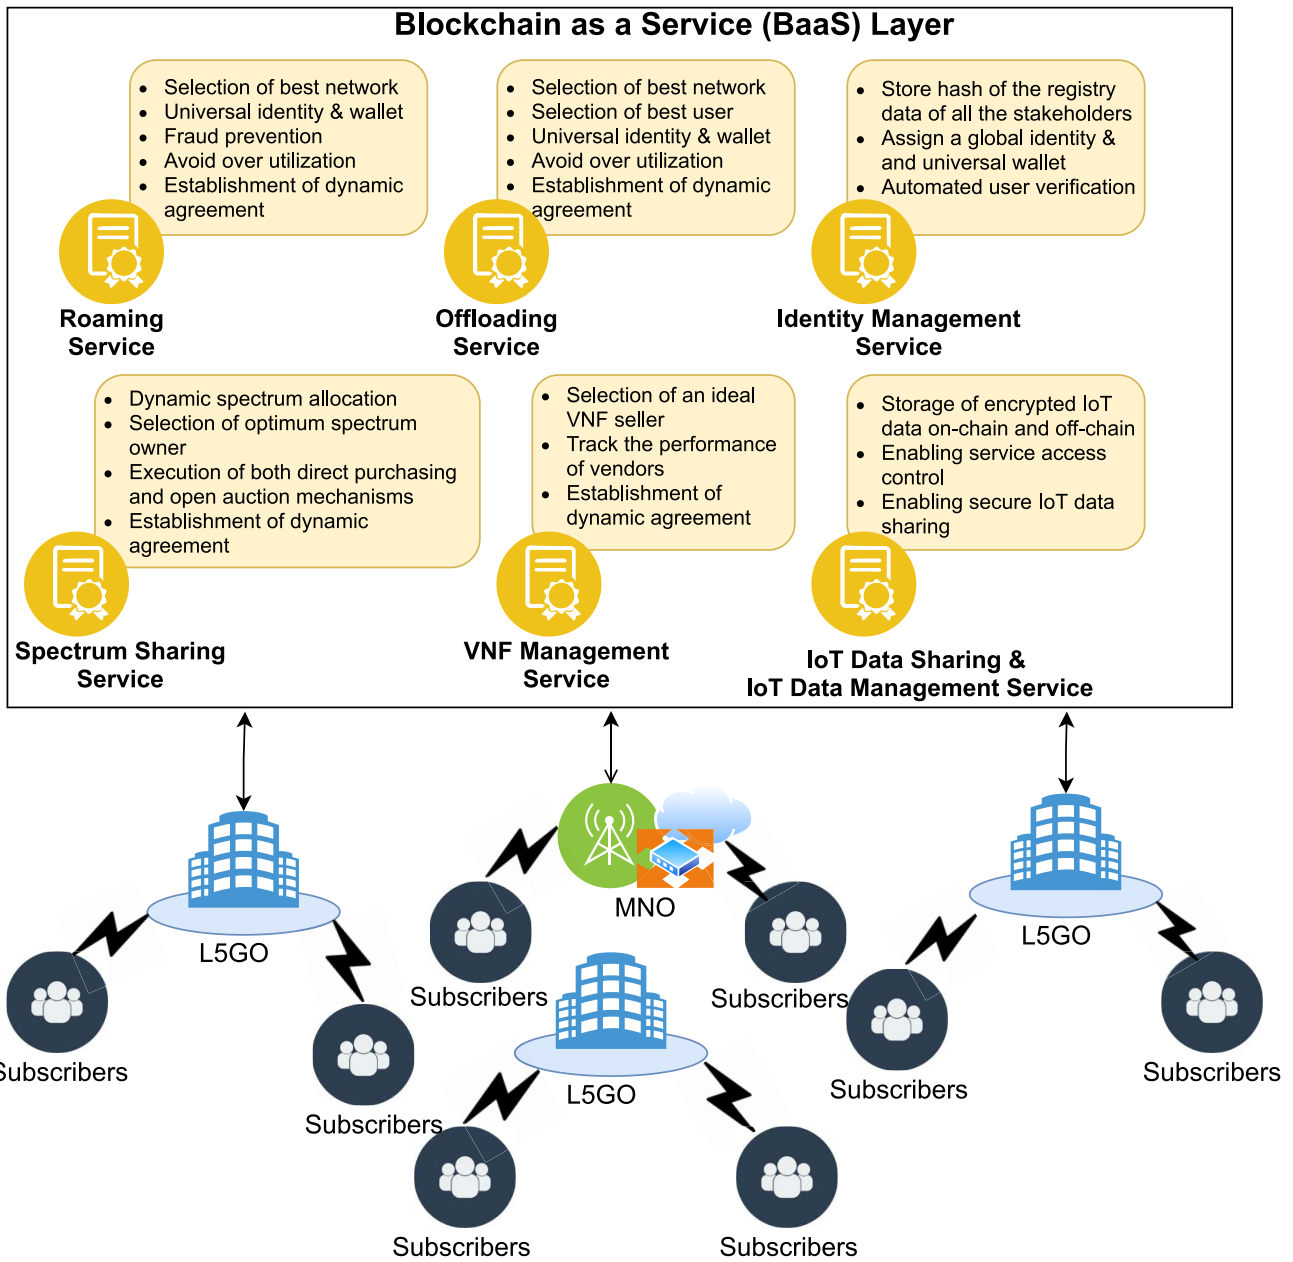 Blockchain as a Service (BaaS) Layer
• Selection of best network
• Universal identity & wallet
• Fraud prevention
• Avoid over utilization
• Establishment of dynamic
agreement
Roaming
Service
• Selection of best network
• Selection of best user
• Universal identity & wallet
• Avoid over utilization
• Establishment of dynamic
agreement
Offloading
Service
• Store hash of the registry
data of all the stakeholders
• Assign a global identity &
and universal wallet
• Automated user verification
Identity Management
Service
• Dynamic spectrum allocation
• Selection of optimum spectrum
owner
• Execution of both direct purchasing
and open auction mechanisms
• Establishment of dynamic
agreement
Spectrum Sharing
Service
• Selection of an ideal
VNF seller
• Track the performance
of vendors
• Establishment of
dynamic agreement
VNF Management
Service
• Storage of encrypted IoT
data on-chain and off-chain
• Enabling service access
control
• Enabling secure IoT data
sharing
IoT Data Sharing &
IoT Data Management Service
L5GO
Subscribers
Subscribers
MNO
Subscribers
Subscribers
L5GO
Subscribers
Subscribers
L5GO
Subscribers
Subscribers